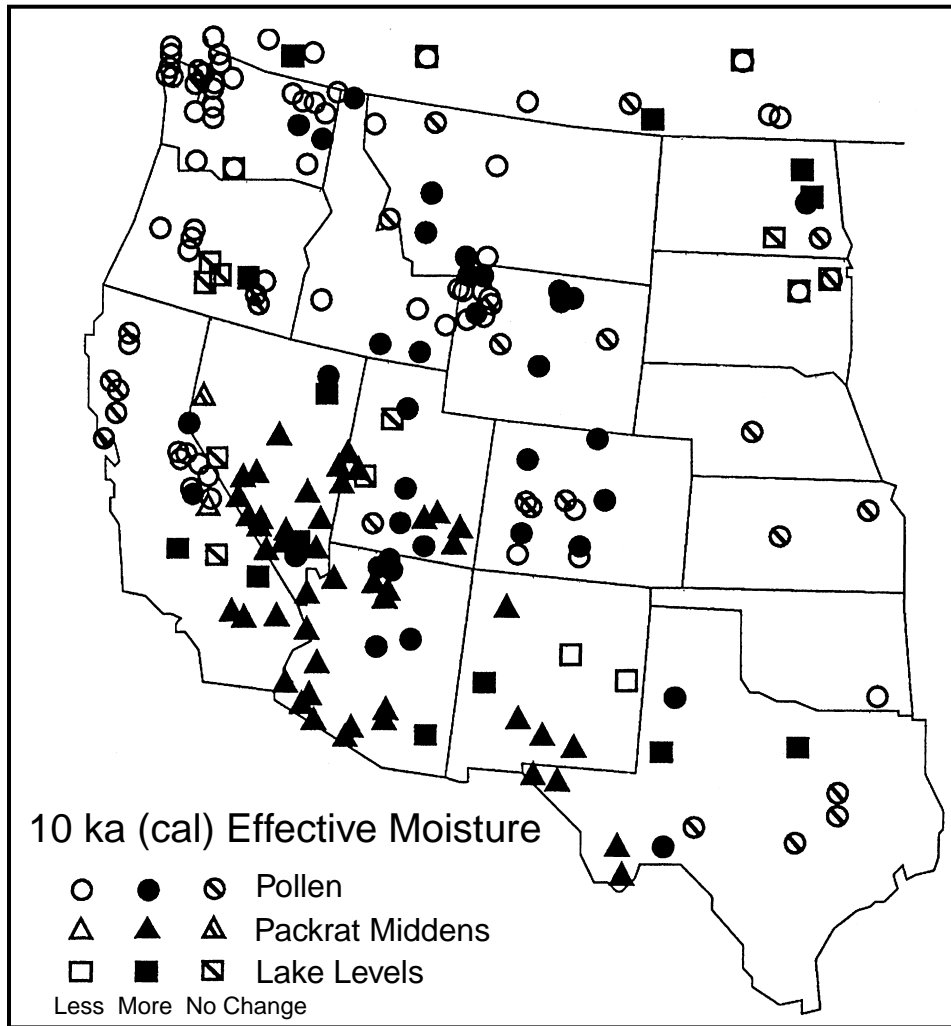 10 ka (cal) Effective Moisture
Pollen
Packrat Middens
Lake Levels
Less More No Change